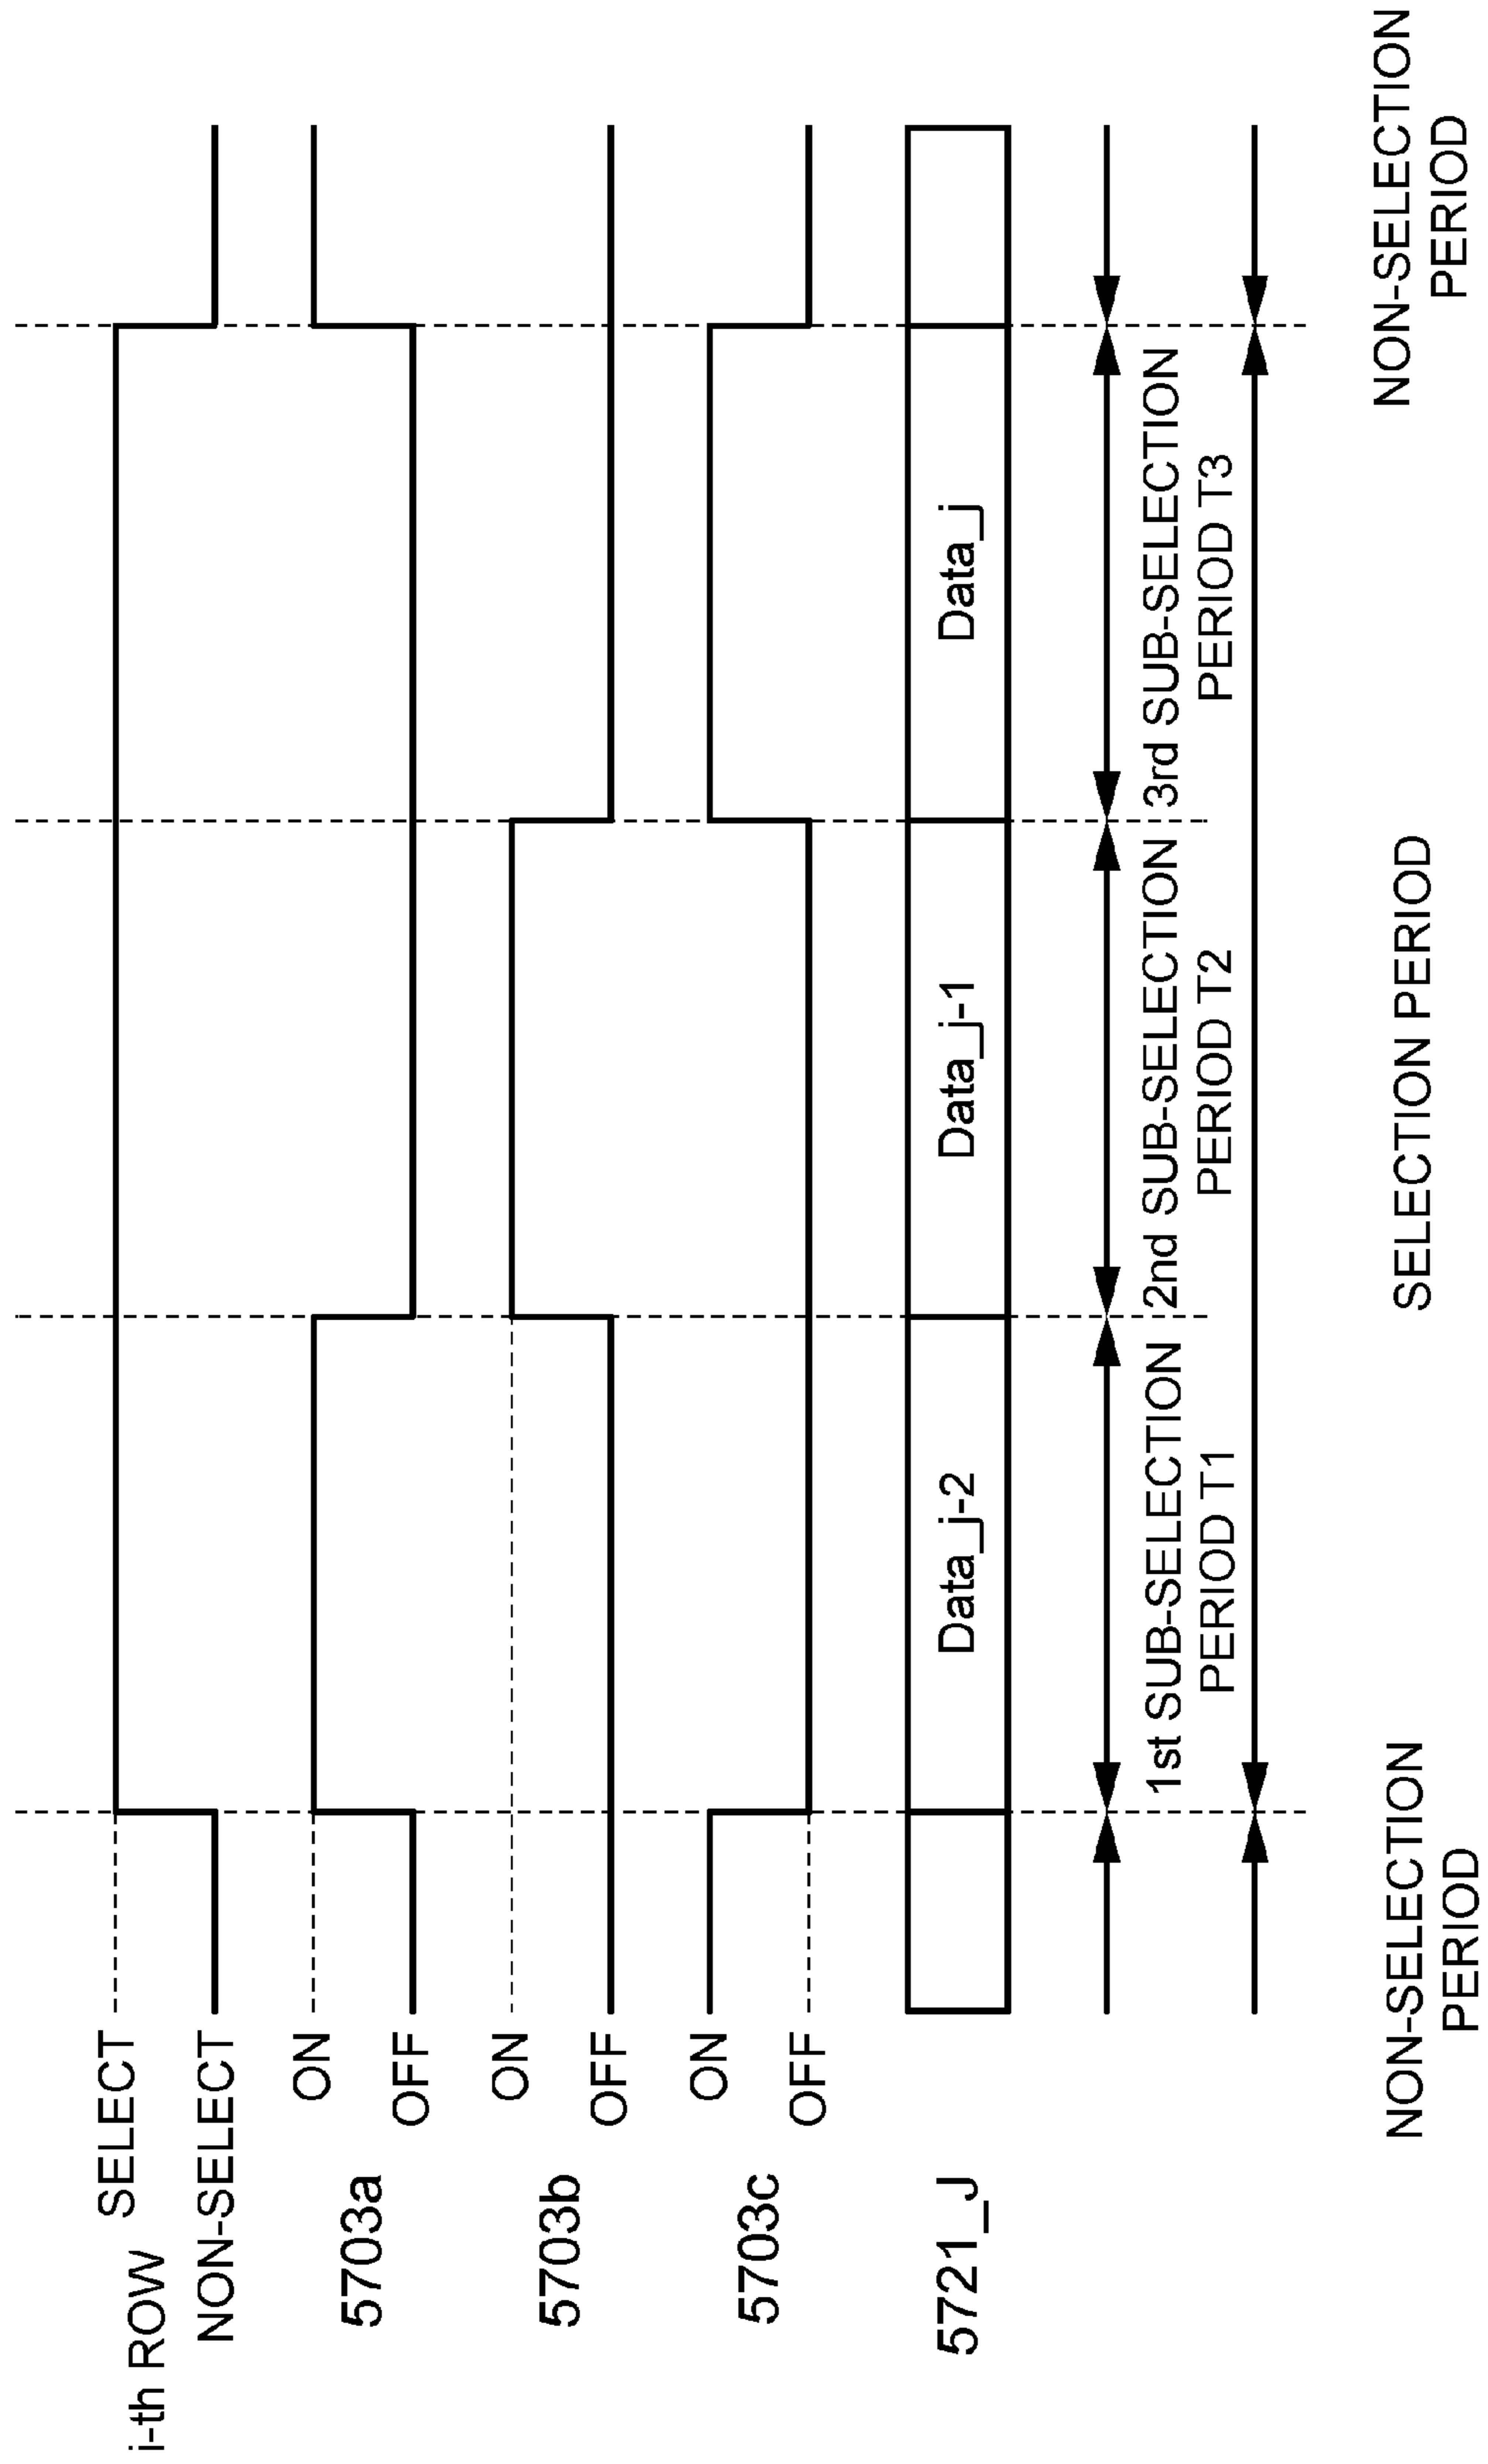 i-th ROW
SELECT
NON-SELECT
5703a
ON
OFF
5703b
ON
OFF
5703c
ON
OFF
5721_J
Data_j-2
Data_j-1
Data_j
1st SUB-SELECTION
PERIOD T1
2nd SUB-SELECTION
PERIOD T2
3rd SUB-SELECTION
PERIOD T3
NON-SELECTION
PERIOD
SELECTION PERIOD
NON-SELECTION
PERIOD